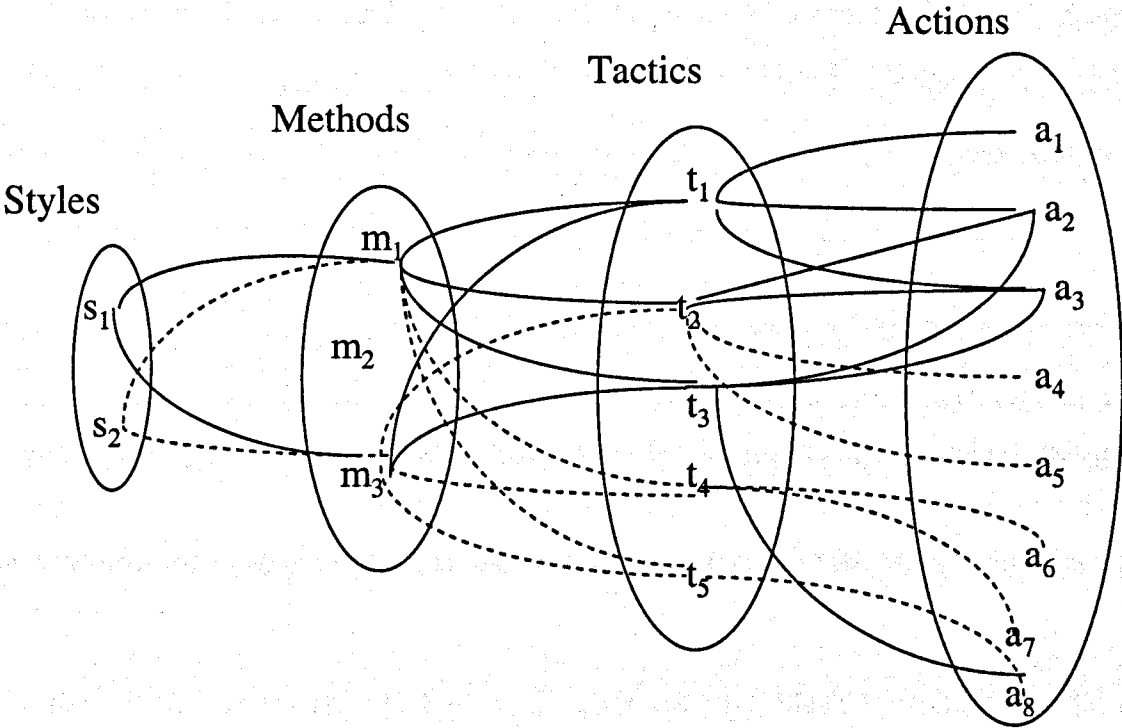 Styles
s1
s2
Methods
m1
m2
m3
Tactics
t1
t2
t3
t4
t5
Actions
a1
a2
a3
a4
a5
a6
a7
a8